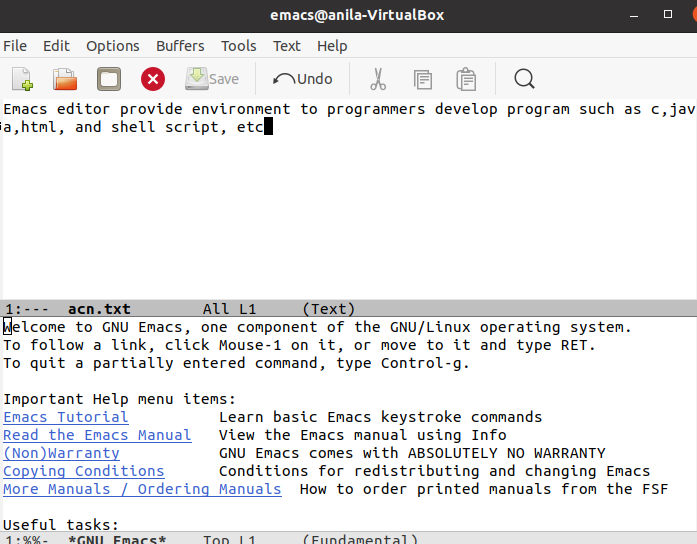 emacs@anila-VirtualBox
File Edit Options Buffers Tools Text Help
Save Undo
Emacs editor provide environment to programmers develop program such as c,jav
a,html, and shell script, etc
1:--- acn.txt All L1 (Text)
Welcome to GNU Emacs, one component of the GNU/Linux operating system.
To follow a link, click Mouse-1 on it, or move to it and type RET.
To quit a partially entered command, type Control-g.
Important Help menu items:
Emacs Tutorial Learn basic Emacs keystroke commands
Read the Emacs Manual View the Emacs manual using Info
(Non)Warranty GNU Emacs comes with ABSOLUTELY NO WARRANTY
Copying Conditions Conditions for redistributing and changing Emacs
More Manuals / Ordering Manuals How to order printed manuals from the FSF
Useful tasks:
1:%%- *GNU Emacs* Top L1 (Fundamental)